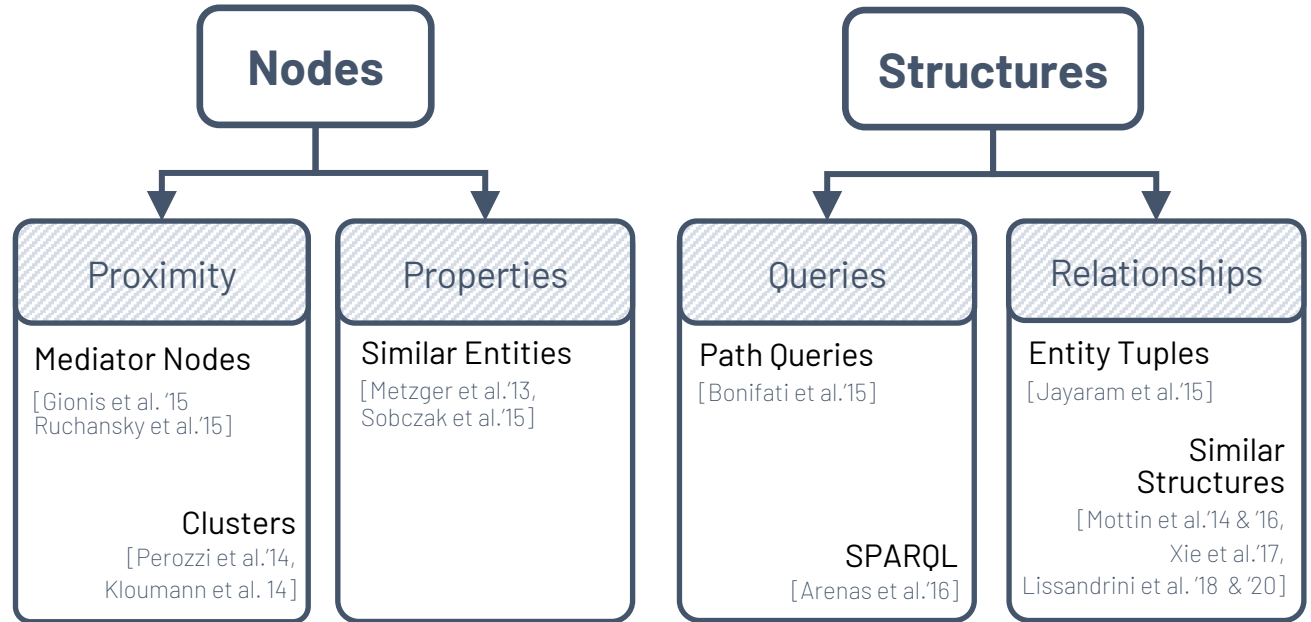 Nodes
Structures
Proximity
Properties
Queries
Relationships
Mediator Nodes
[Gionis et al. '15
Ruchansky et al.'15]
Clusters
[Perozzi et al.'14,
Kloumann et al. 14]
Similar Entities
[Metzger et al.'13,
Sobczak et al.'15]
Path Queries
[Bonifati et al.'15]
SPARQL
[Arenas et al.'16]
Entity Tuples
[Jayaram et al.'15]
Similar
Structures
[Mottin et al.'14 & '16,
Xie et al.'17,
Lissandrini et al. '18 & '20]